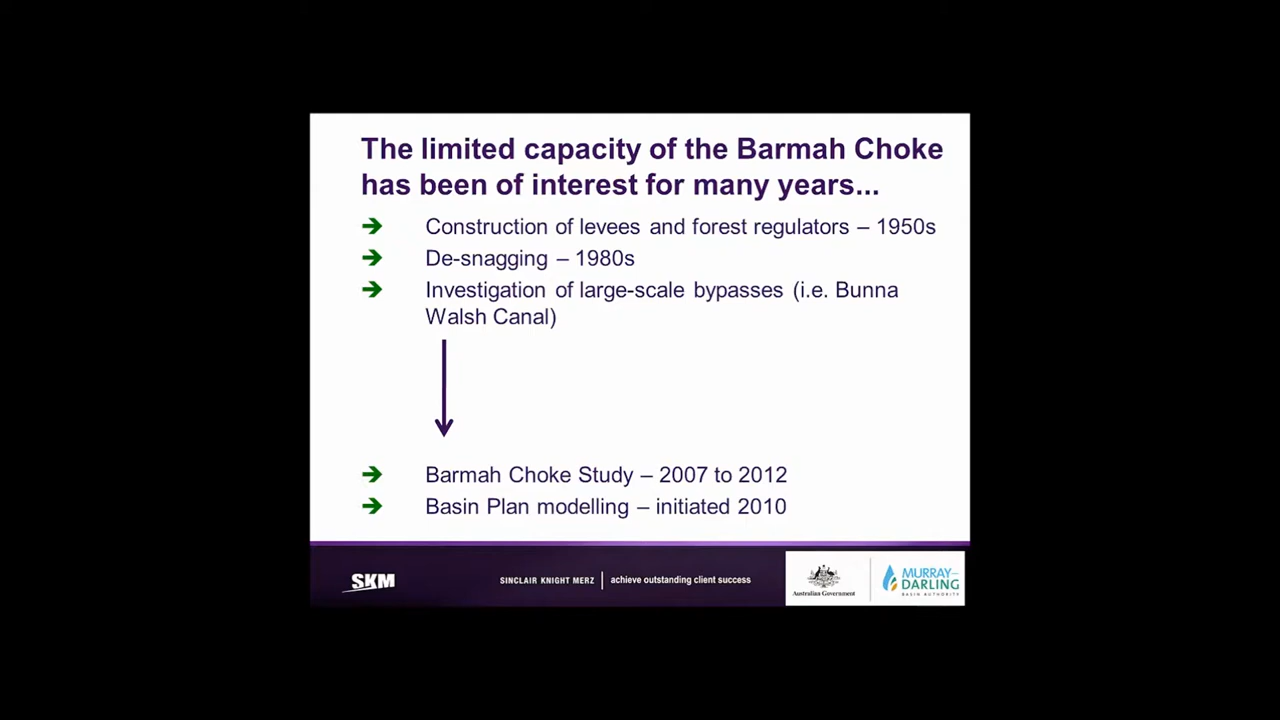 The limited capacity of the Barmah Choke
has been of interest for many years...
Construction of levees and forest regulators – 1950s
De-snagging – 1980s
Investigation of large-scale bypasses (i.e. Bunna
Walsh Canal)
Barmah Choke Study – 2007 to 2012
Basin Plan modelling – initiated 2010
SKM
SINCLAIR KNIGHT MERZ | achieve outstanding client success
Australian Government
MURRAY–
DARLING
BASIN AUTHORITY